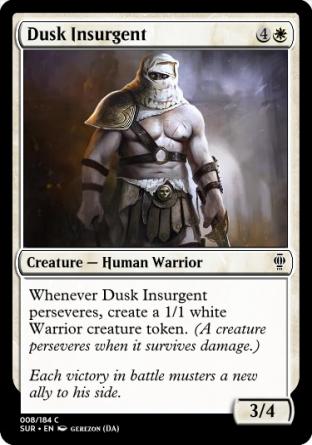 Dusk Insurgent 4
Creature — Human Warrior
Whenever Dusk Insurgent
perseveres, create a 1/1 white
Warrior creature token. (A creature
perseveres when it survives damage.)
Each victory in battle musters a new
ally to his side.
3/4
008/184 C
SUR • EN GEREZON (DA)